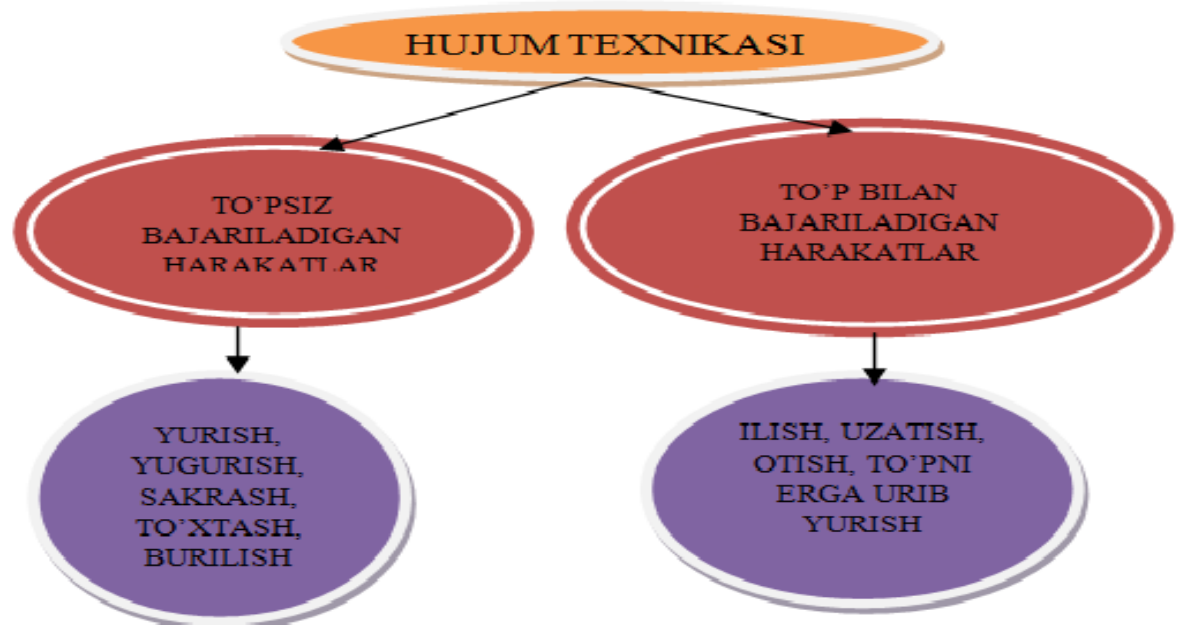 HUJUM TEXNIKASI
TO’PSIZ
BAJARILADIGAN
HARAKATLAR
TO’P BILAN
BAJARILADIGAN
HARAKATLAR
YURISH,
YUGURISH,
SAKRASH,
TO’XTASH,
BURILISH
ILISH, UZATISH,
OTISH, TO’PNI
ERGA URIB
YURISH